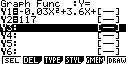 Graph Func :Y=
Y1■-0.03X²+3.6X+[—]
Y2■117 [—]
Y3: [—]
Y4: [—]
Y5: [—]
Y6: [—]
SEL DEL TYPE STYL GMEM DRAW